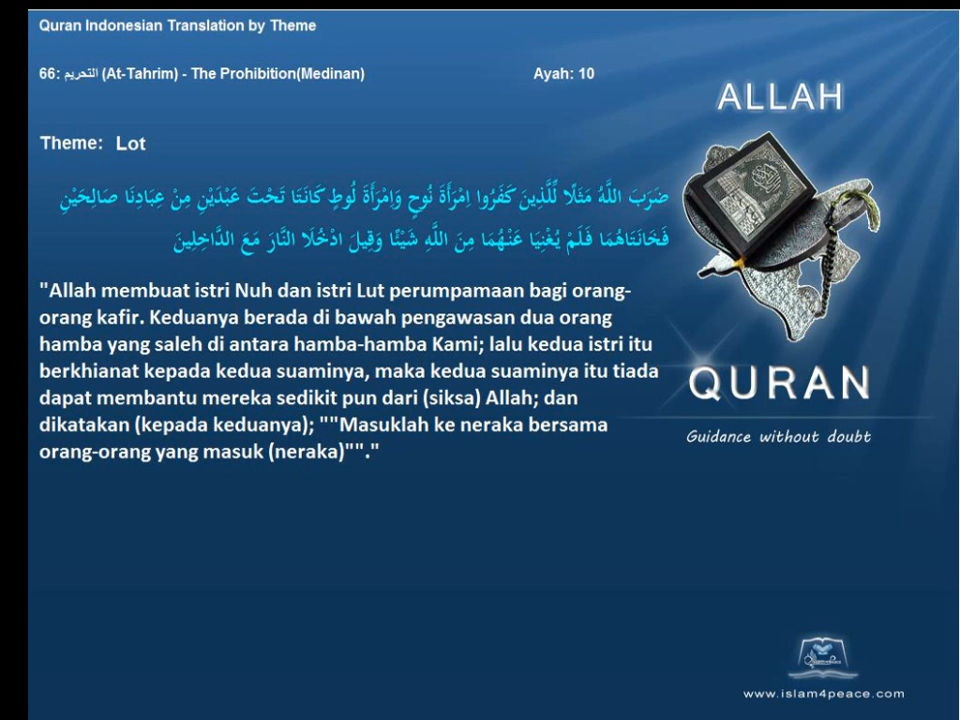 Quran Indonesian Translation by Theme
66: التحريم (At-Tahrim) - The Prohibition(Medinan)
Ayah: 10
Theme: Lot
ضَرَبَ اللَّهُ مَثَلًا لِّلَّذِينَ كَفَرُوا اِمْرَأَةَ نُوحٍ وَاِمْرَأَةَ لُوطٍ كَانَتَا تَحْتَ عَبْدَيْنِ مِنْ عِبَادِنَا صَالِحَيْنِ
فَخَانَتَاهُمَا فَلَمْ يُغْنِيَا عَنْهُمَا مِنَ اللَّهِ شَيْئًا وَقِيلَ ادْخُلَا النَّارَ مَعَ الدَّاخِلِينَ
"Allah membuat istri Nuh dan istri Lut perumpamaan bagi orang-
orang kafir. Keduanya berada di bawah pengawasan dua orang
hamba yang saleh di antara hamba-hamba Kami; lalu kedua istri itu
berkhianat kepada kedua suaminya, maka kedua suaminya itu tiada
dapat membantu mereka sedikit pun dari (siksa) Allah; dan
dikatakan (kepada keduanya); ""Masuklah ke neraka bersama
orang-orang yang masuk (neraka)""."
ALLAH
QURAN
Guidance without doubt
www.islam4peace.com